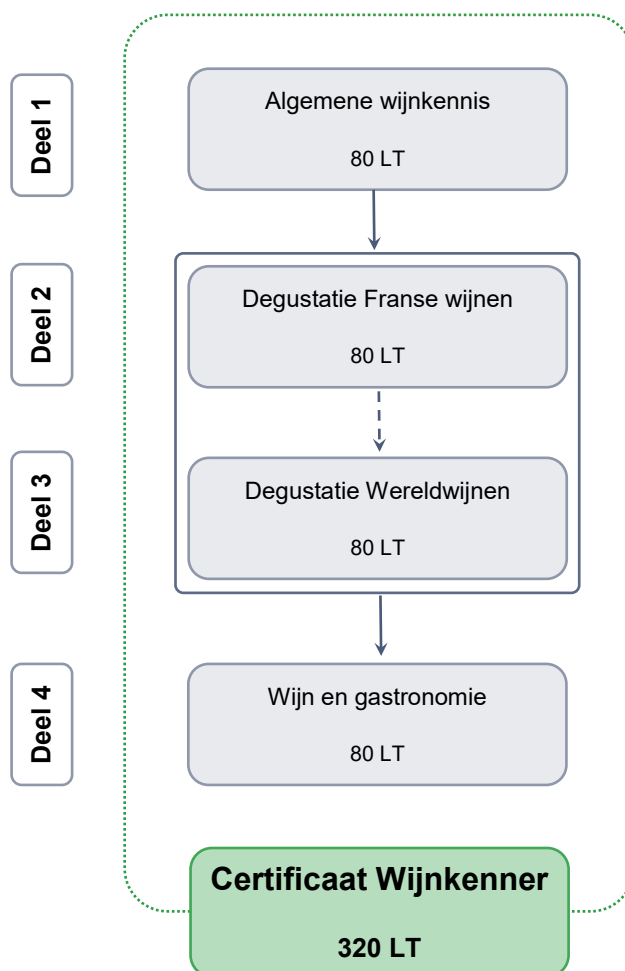 Deel 1
Algemene wijnkennis
80 LT
Deel 2
Degustatie Franse wijnen
80 LT
Deel 3
Degustatie Wereldwijnen
80 LT
Deel 4
Wijn en gastronomie
80 LT
Certificaat Wijnkenner
320 LT